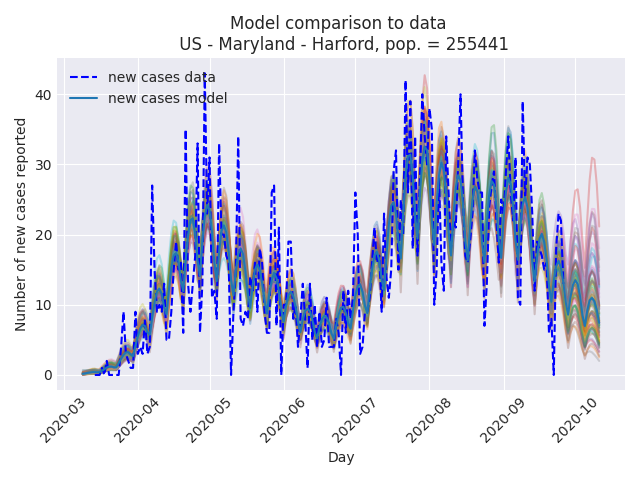 Model comparison to data
US - Maryland - Harford, pop. = 255441
new cases data
new cases model
Number of new cases reported
40
30
20
10
0
2020-03
2020-04
2020-05
2020-06
2020-07
2020-08
2020-09
2020-10
Day